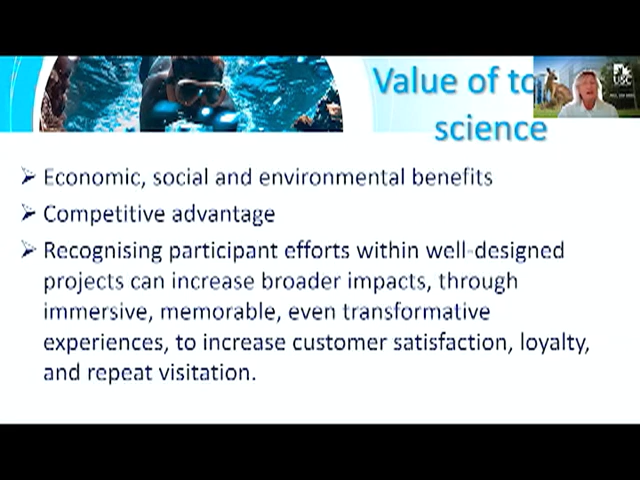 Value of
science
USC
Economic, social and environmental benefits
Competitive advantage
Recognising participant efforts within well-designed
projects can increase broader impacts, through
immersive, memorable, even transformative
experiences, to increase customer satisfaction, loyalty,
and repeat visitation.